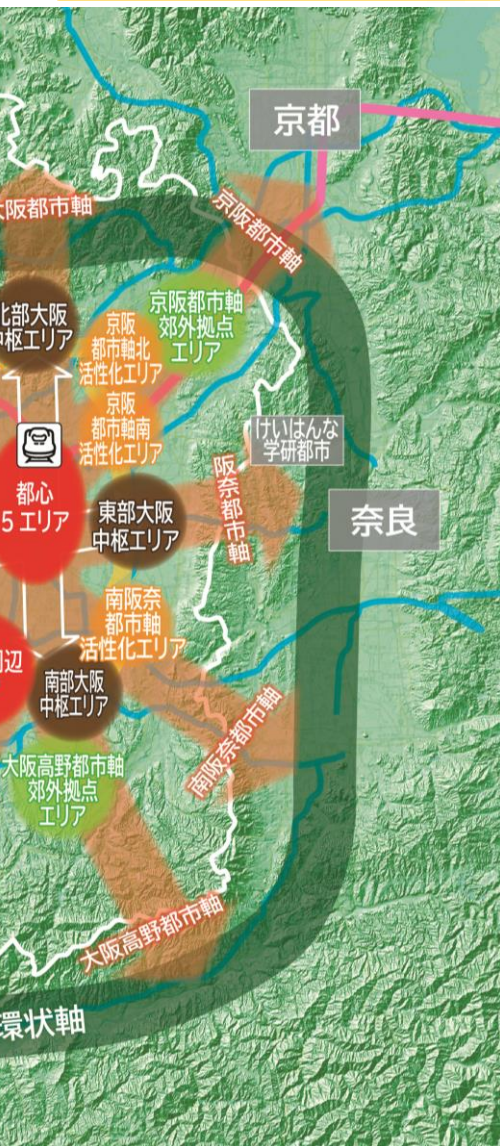 京都
大阪都市軸
京阪都市軸
北部大阪
中枢エリア
京阪
都市軸北
活性化エリア
京阪都市軸
郊外拠点
エリア
京阪
都市軸南
活性化エリア
けいはんな
学研都市
阪奈都市軸
都心
5エリア
東部大阪
中枢エリア
奈良
南阪奈
都市軸
活性化エリア
辺
南部大阪
中枢エリア
南阪奈都市軸
大阪高野都市軸
郊外拠点
エリア
大阪高野都市軸
環状軸